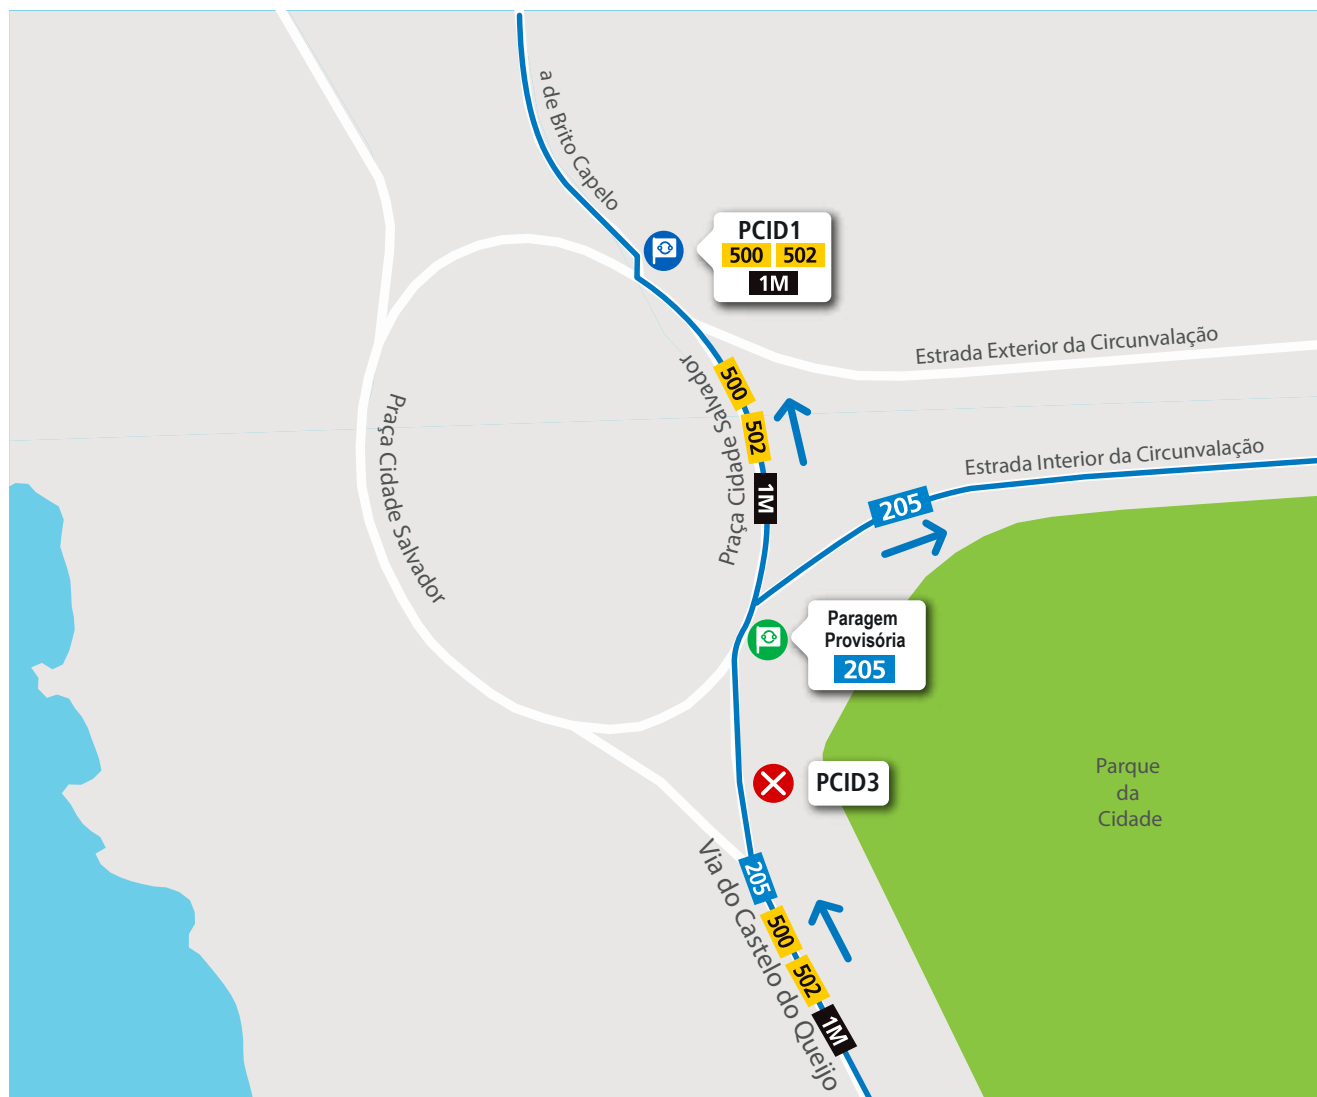 a de Brito Capelo
PCID1
500 502
1M
Estrada Exterior da Circunvalação
500
502
1M
Praça Cidade Salvador
Praça Cidade Salvador
Estrada Interior da Circunvalação
205
Paragem
Provisória
205
PCID3
Parque
da
Cidade
Via do Castelo do Queijo
205
500
502
1M